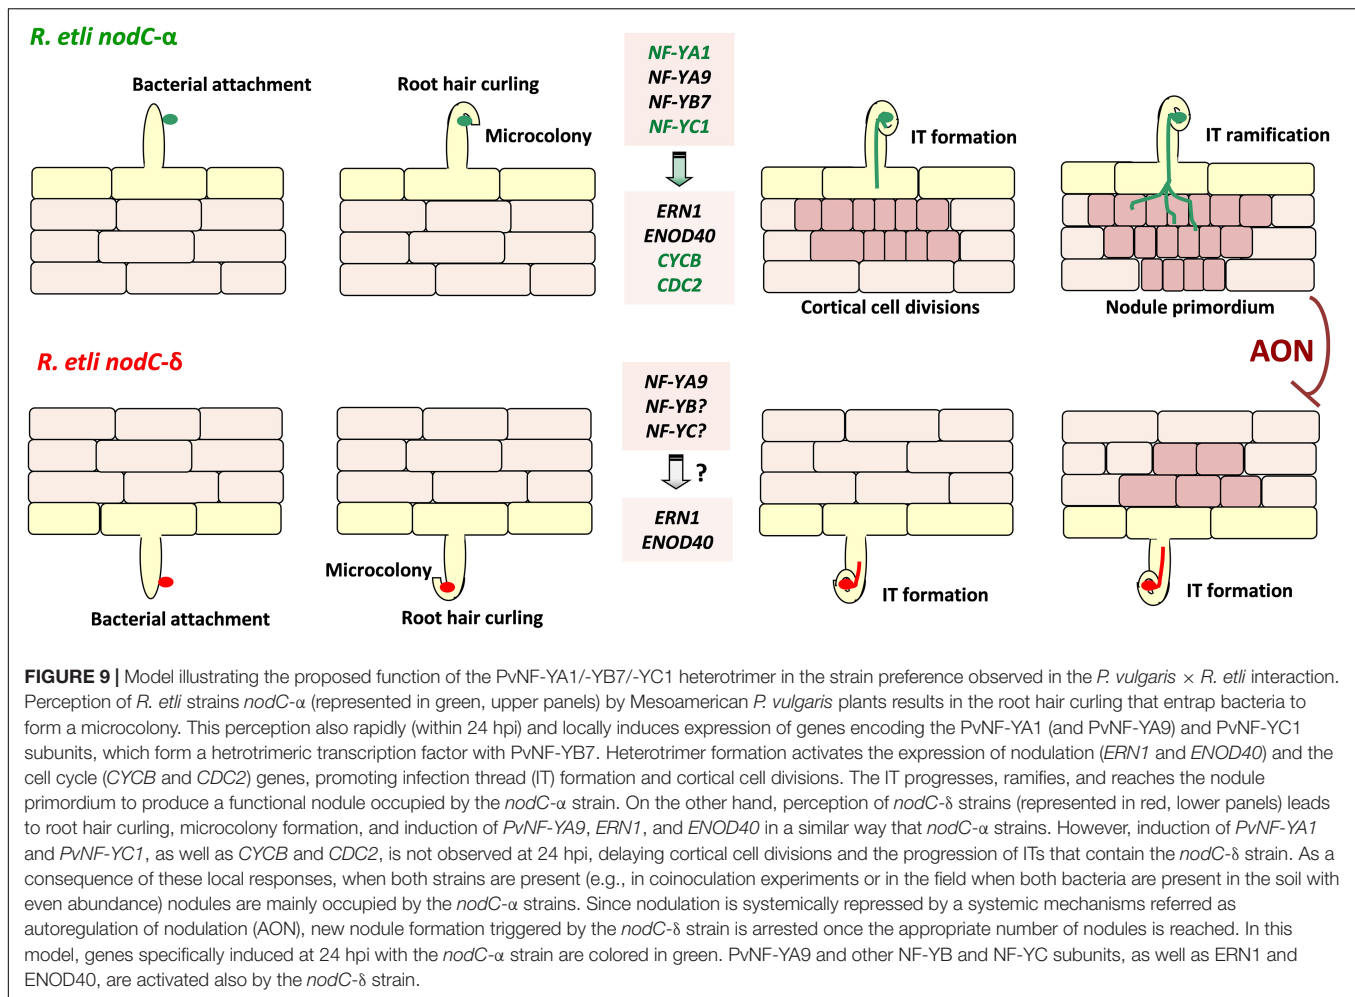 R. etli nodC-α
Bacterial attachment
Root hair curling
Microcolony
NF-YA1
NF-YA9
NF-YB7
NF-YC1
ERN1
ENOD40
CYCB
CDC2
IT formation
Cortical cell divisions
IT ramification
Nodule primordium
AON
R. etli nodC-δ
Bacterial attachment
Microcolony
Root hair curling
NF-YA9
NF-YB?
NF-YC?
?
ERN1
ENOD40
IT formation
IT formation
FIGURE 9 | Model illustrating the proposed function of the PvNF-YA1/-YB7/-YC1 heterotrimer in the strain preference observed in the P. vulgaris × R. etli interaction.
Perception of R. etli strains nodC-α (represented in green, upper panels) by Mesoamerican P. vulgaris plants results in the root hair curling that entrap bacteria to
form a microcolony. This perception also rapidly (within 24 hpi) and locally induces expression of genes encoding the PvNF-YA1 (and PvNF-YA9) and PvNF-YC1
subunits, which form a hetrotrimeric transcription factor with PvNF-YB7. Heterotrimer formation activates the expression of nodulation (ERN1 and ENOD40) and the
cell cycle (CYCB and CDC2) genes, promoting infection thread (IT) formation and cortical cell divisions. The IT progresses, ramifies, and reaches the nodule
primordium to produce a functional nodule occupied by the nodC-α strain. On the other hand, perception of nodC-δ strains (represented in red, lower panels) leads
to root hair curling, microcolony formation, and induction of PvNF-YA9, ERN1, and ENOD40 in a similar way that nodC-α strains. However, induction of PvNF-YA1
and PvNF-YC1, as well as CYCB and CDC2, is not observed at 24 hpi, delaying cortical cell divisions and the progression of ITs that contain the nodC-δ strain. As a
consequence of these local responses, when both strains are present (e.g., in coinoculation experiments or in the field when both bacteria are present in the soil with
even abundance) nodules are mainly occupied by the nodC-α strains. Since nodulation is systemically repressed by a systemic mechanisms referred as
autoregulation of nodulation (AON), new nodule formation triggered by the nodC-δ strain is arrested once the appropriate number of nodules is reached. In this
model, genes specifically induced at 24 hpi with the nodC-α strain are colored in green. PvNF-YA9 and other NF-YB and NF-YC subunits, as well as ERN1 and
ENOD40, are activated also by the nodC-δ strain.